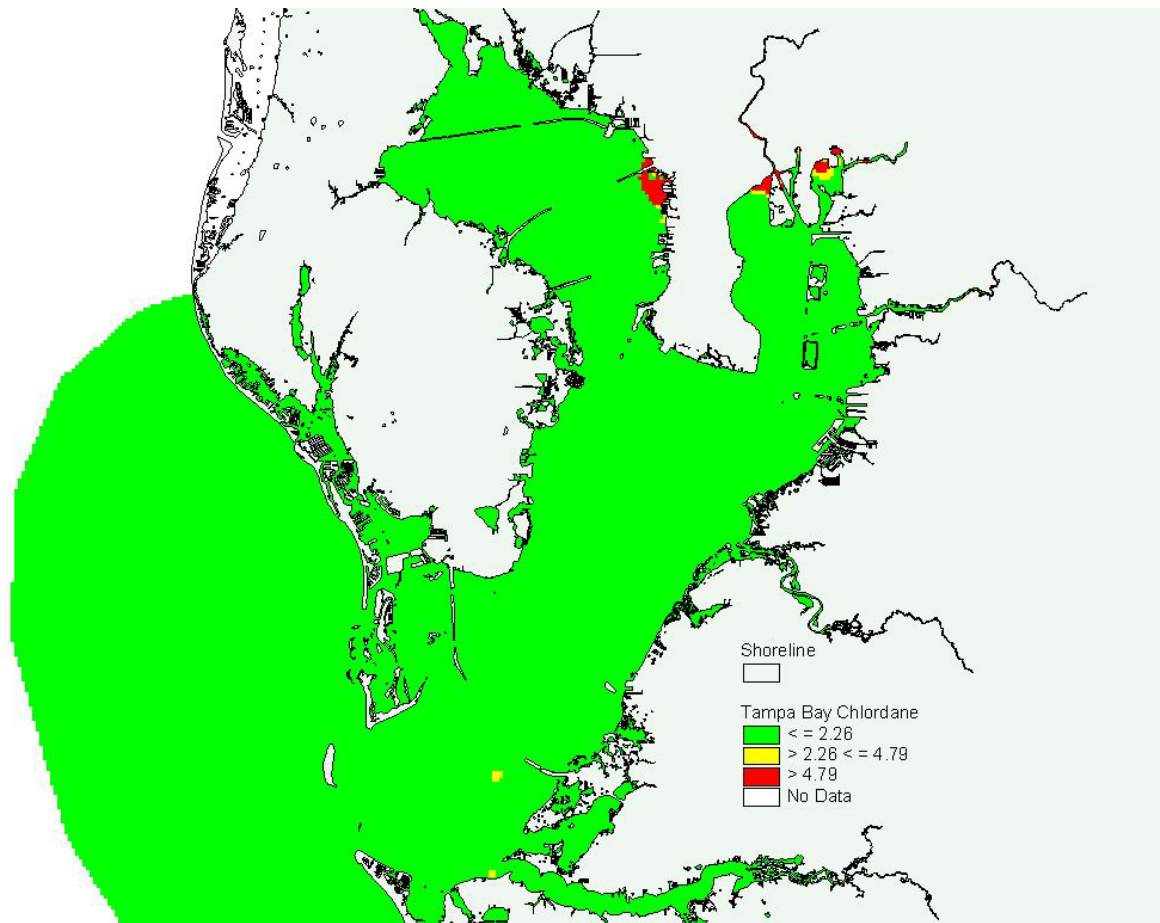 Shoreline
Tampa Bay Chlordane
< = 2.26
> 2.26 < = 4.79
> 4.79
No Data